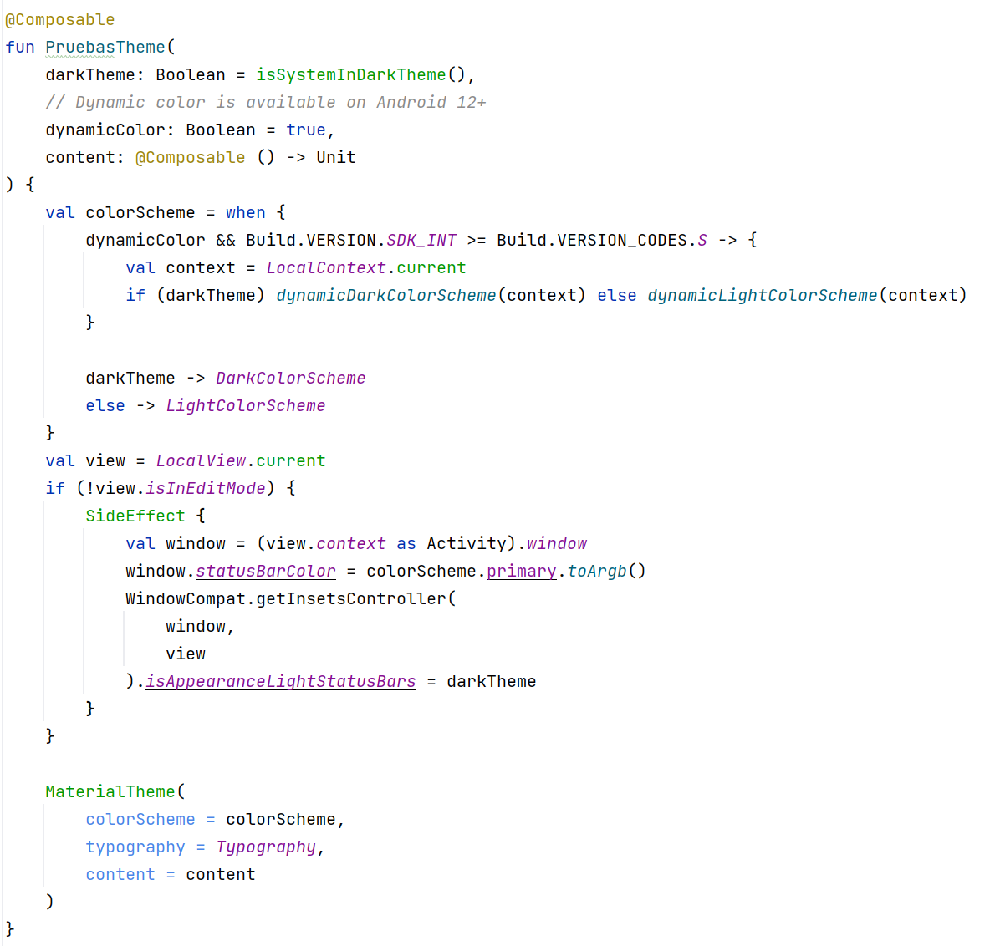 @Composable
fun PruebasTheme(
    darkTheme: Boolean = isSystemInDarkTheme(),
    // Dynamic color is available on Android 12+
    dynamicColor: Boolean = true,
    content: @Composable () -> Unit
) {
    val colorScheme = when {
        dynamicColor && Build.VERSION.SDK_INT >= Build.VERSION_CODES.S -> {
            val context = LocalContext.current
            if (darkTheme) dynamicDarkColorScheme(context) else dynamicLightColorScheme(context)
        }

        darkTheme -> DarkColorScheme
        else -> LightColorScheme
    }
    val view = LocalView.current
    if (!view.isInEditMode) {
        SideEffect {
            val window = (view.context as Activity).window
            window.statusBarColor = colorScheme.primary.toArgb()
            WindowCompat.getInsetsController(
                window,
                view
            ).isAppearanceLightStatusBars = darkTheme
        }
    }

    MaterialTheme(
        colorScheme = colorScheme,
        typography = Typography,
        content = content
    )
}